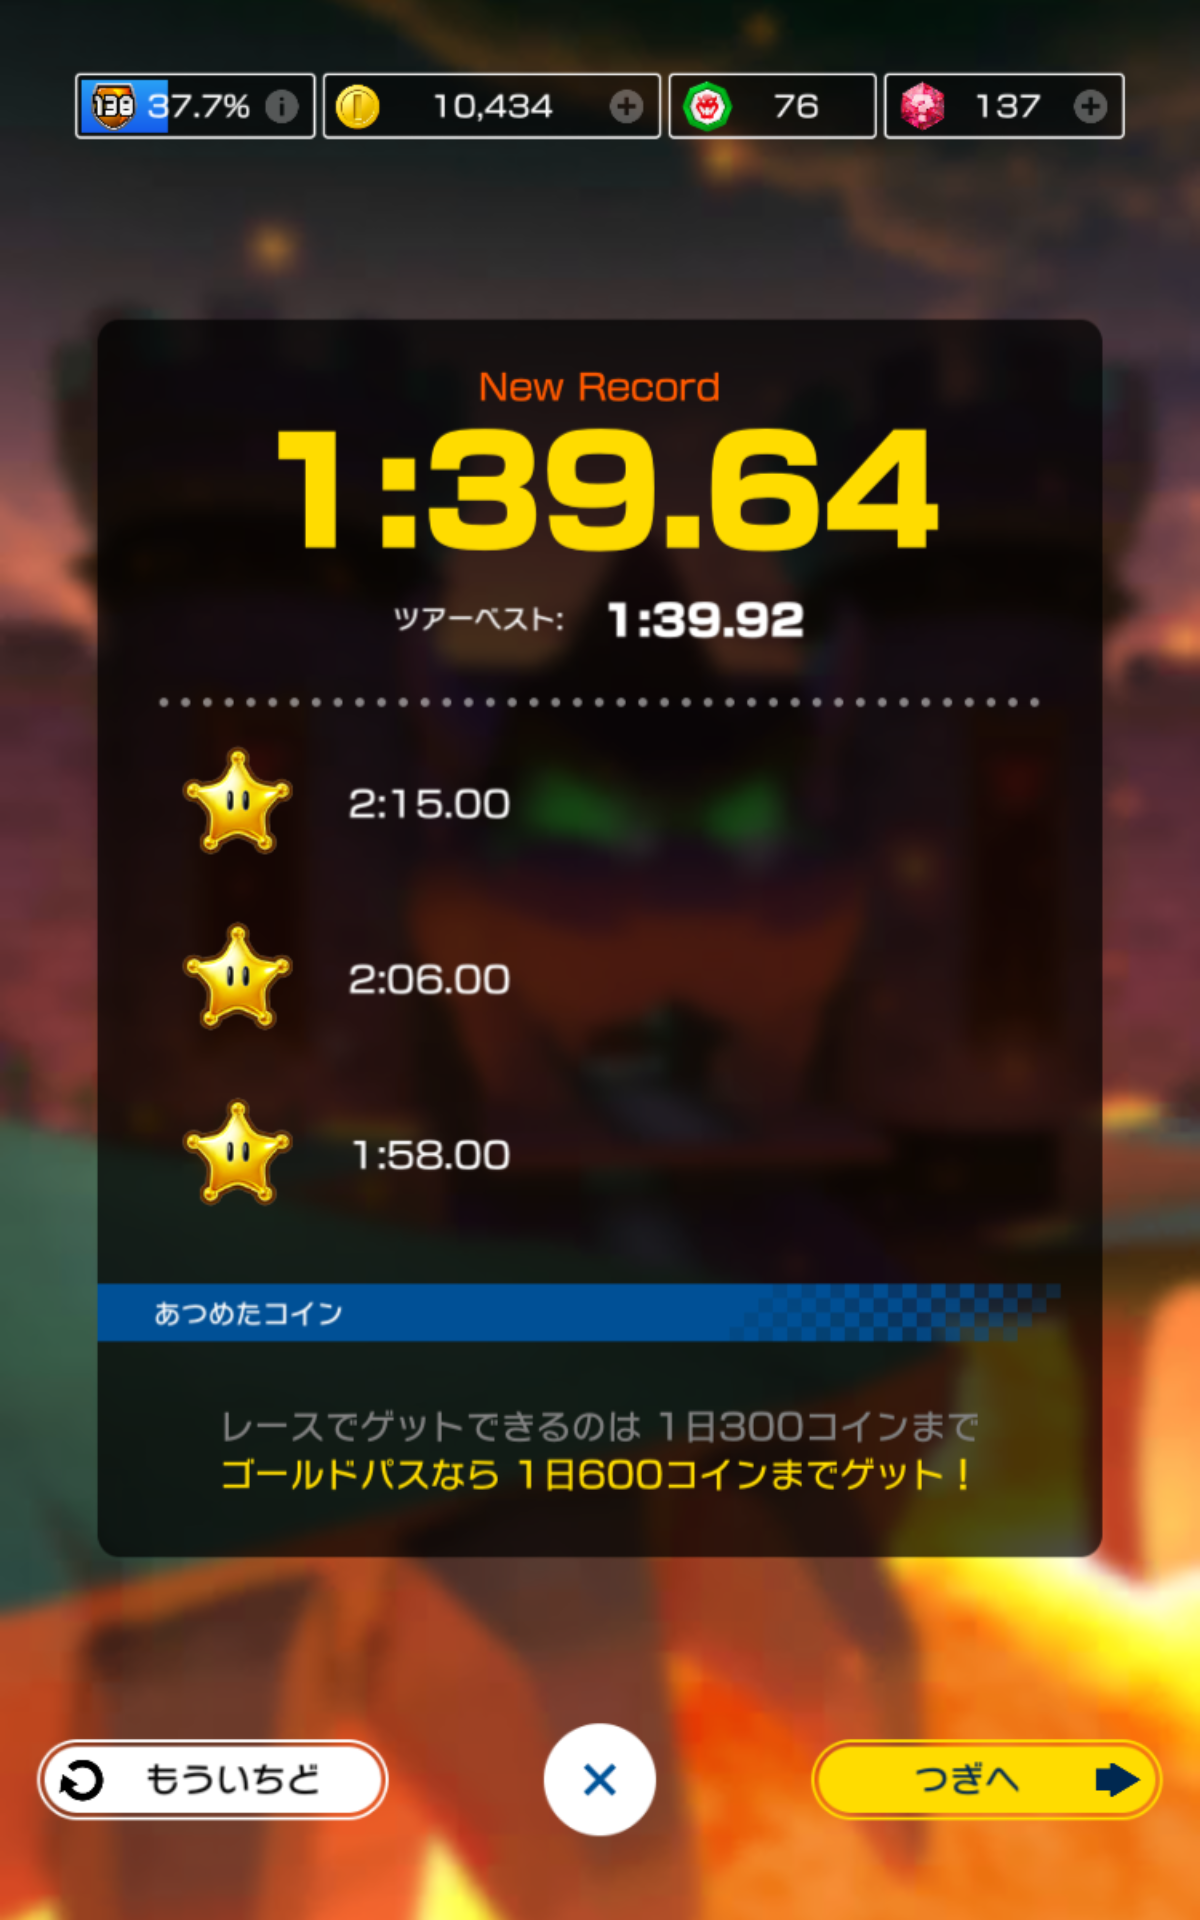 138 37.7% i 10,434 + 76 137 +
New Record
1:39.64
ツアーベスト: 1:39.92
2:15.00
2:06.00
1:58.00
あつめたコイン
レースでゲットできるのは 1日300コインまで
ゴールドパスなら 1日600コインまでゲット！
もういちど × つぎへ